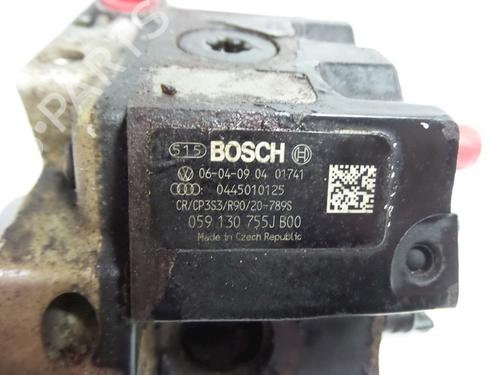 515 BOSCH
06-04-09 04 01741
0445010125
CR/CP3S3/R90/20-789S
059 130 755J B00
Made in Czech Republic